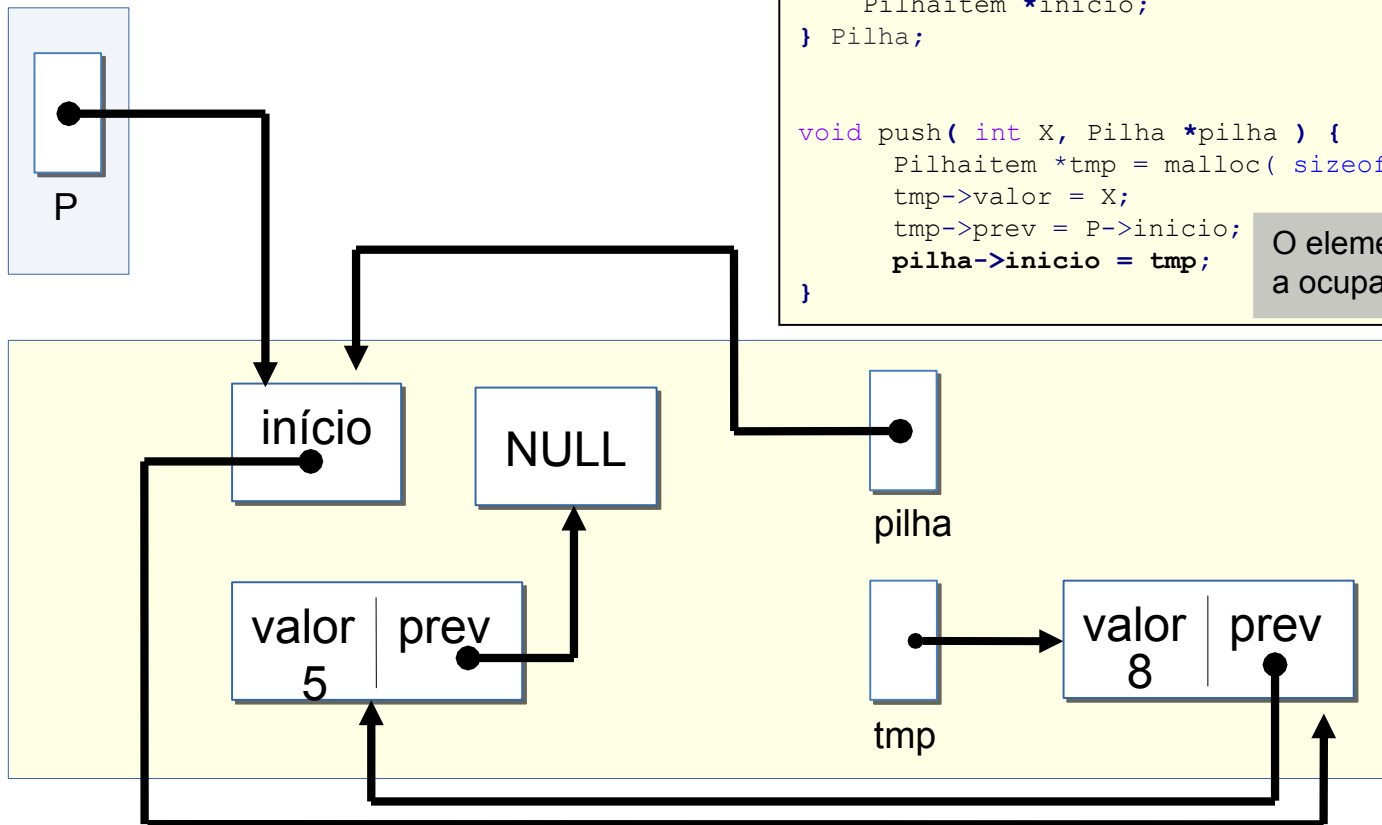 Pilhaitem *inicio;
} Pilha;
void push( int X, Pilha *pilha ) {
Pilhaitem *tmp = malloc( sizeof
tmp->valor = X;
tmp->prev = P->inicio;
pilha->inicio = tmp;
}
O eleme
a ocupa
P
início
NULL
pilha
valor prev
5
tmp
valor prev
8